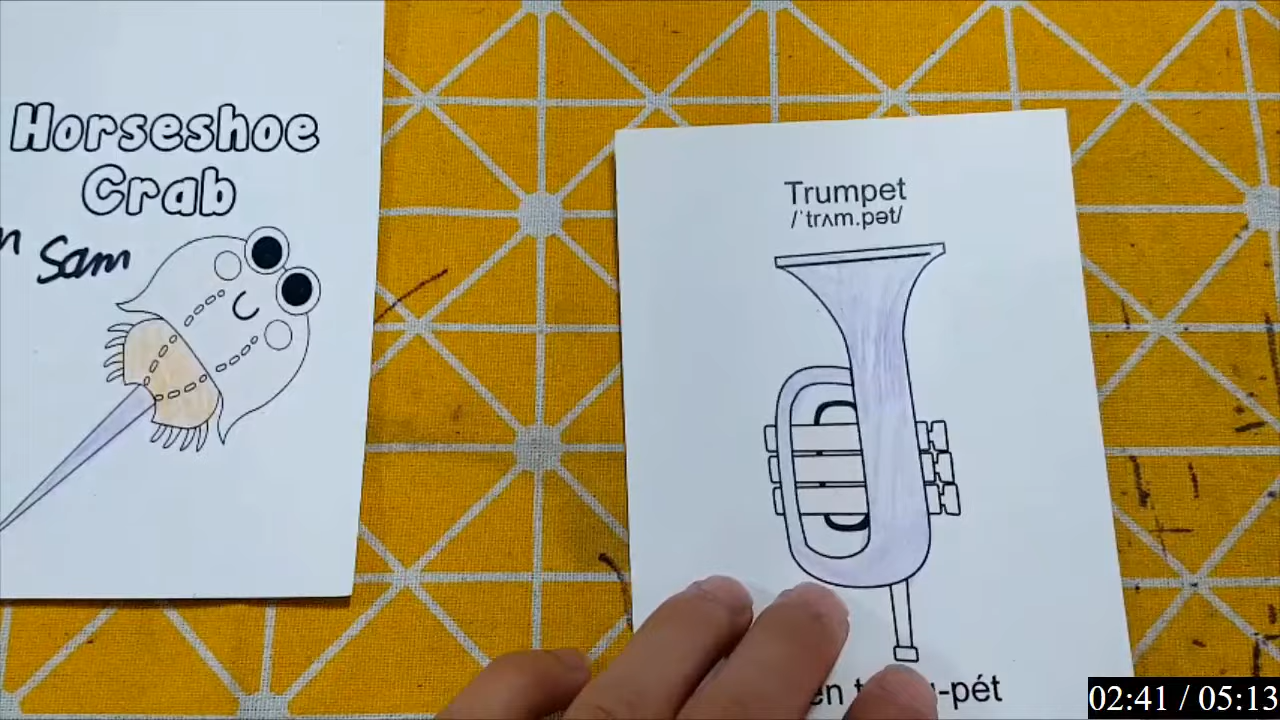 Horseshoe
Crab
Sam
Trumpet
/ˈtrʌm.pət/
-pét
02:41 / 05:13